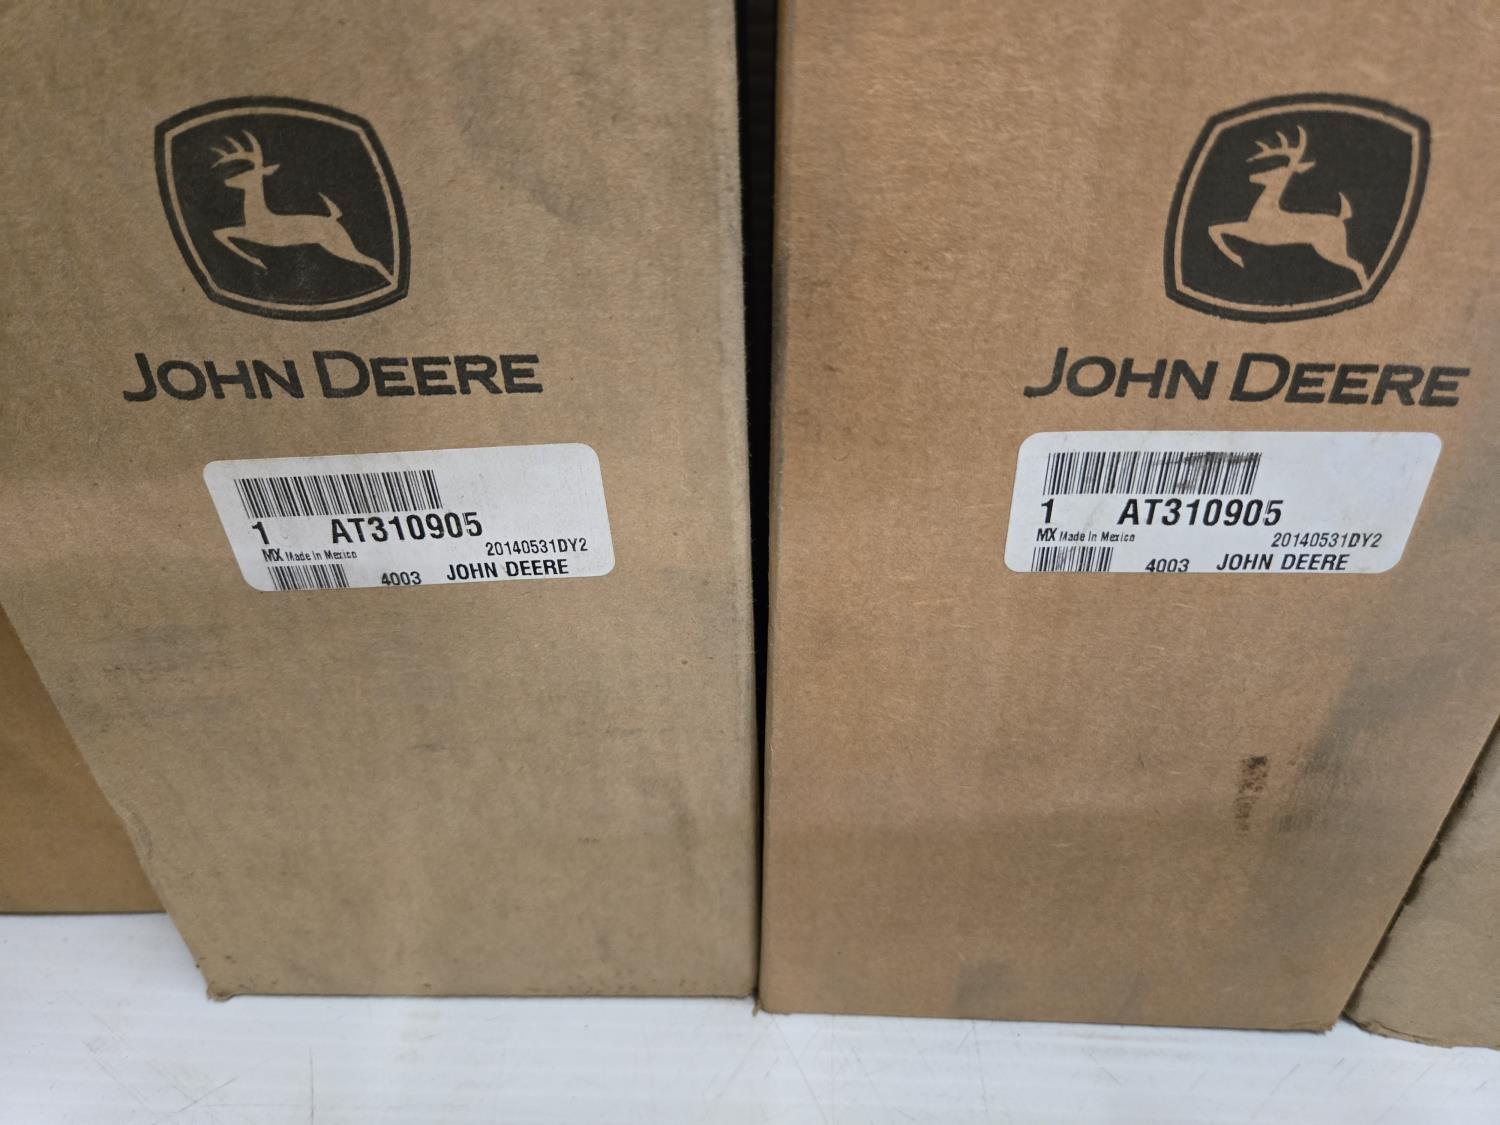 JOHN DEERE
1 AT310905
MX Made In Mexico
20140531DY2
4003 JOHN DEERE
JOHN DEERE
1 AT310905
MX Made In Mexico
20140531DY2
4003 JOHN DEERE